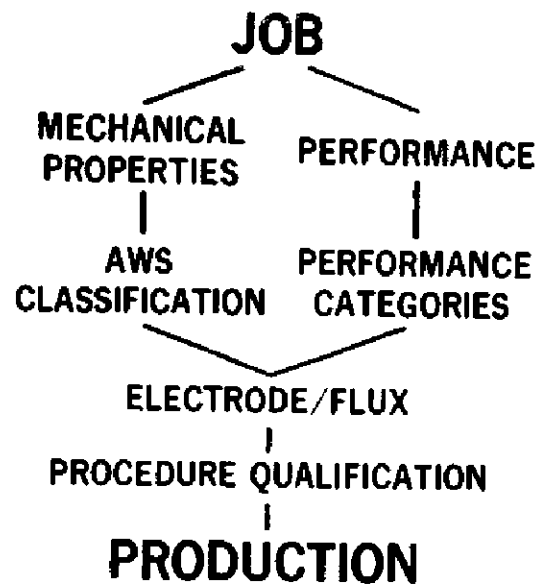 JOB
MECHANICAL
PROPERTIES
PERFORMANCE
AWS
CLASSIFICATION
PERFORMANCE
CATEGORIES
ELECTRODE/FLUX
PROCEDURE QUALIFICATION
PRODUCTION